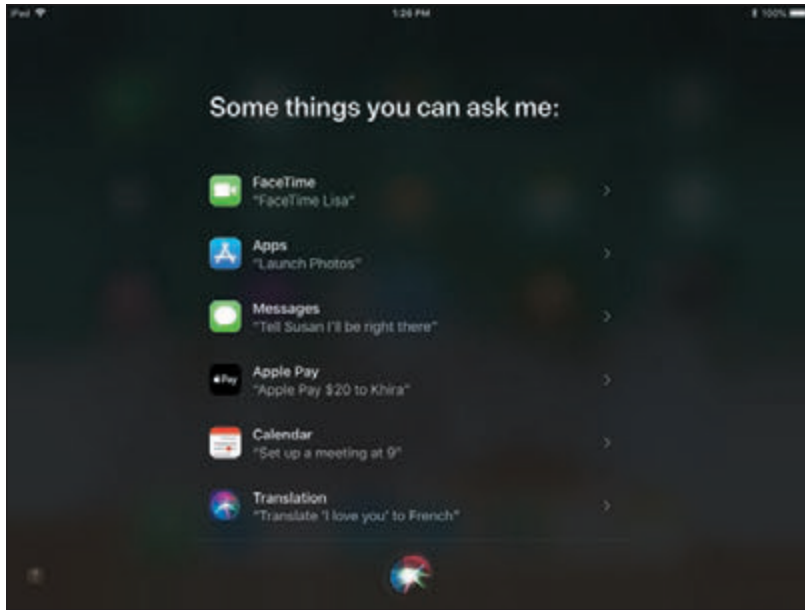 iPad
1:26 PM
100%
Some things you can ask me:
FaceTime
"FaceTime Lisa"
Apps
"Launch Photos"
Messages
"Tell Susan I'll be right there"
Apple Pay
Pay
"Apple Pay $20 to Khira"
Calendar
"Set up a meeting at 9"
Translation
"Translate 'I love you' to French"